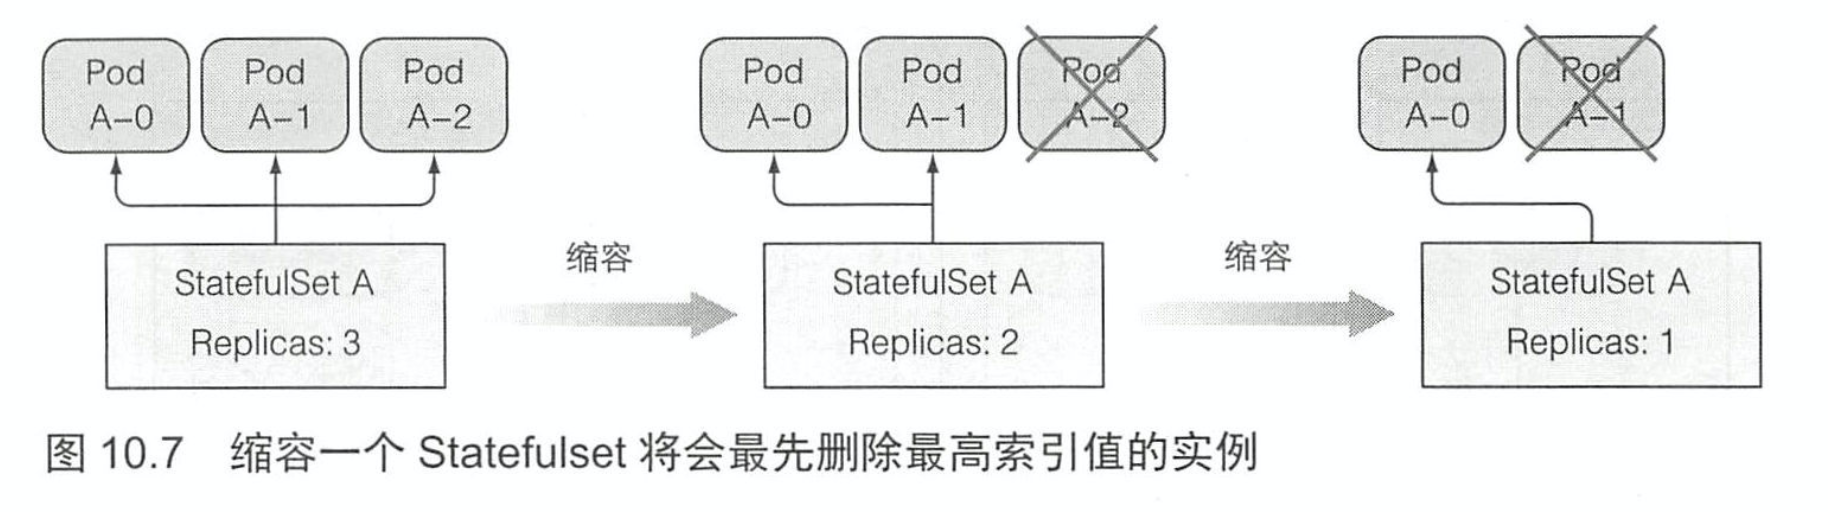 Pod
A-0
Pod
A-1
Pod
A-2
StatefulSet A
Replicas: 3
缩容
Pod
A-0
Pod
A-1
Pod
A-2
StatefulSet A
Replicas: 2
缩容
Pod
A-0
Pod
A-1
StatefulSet A
Replicas: 1
图 10.7 缩容一个 Statefulset 将会最先删除最高索引值的实例